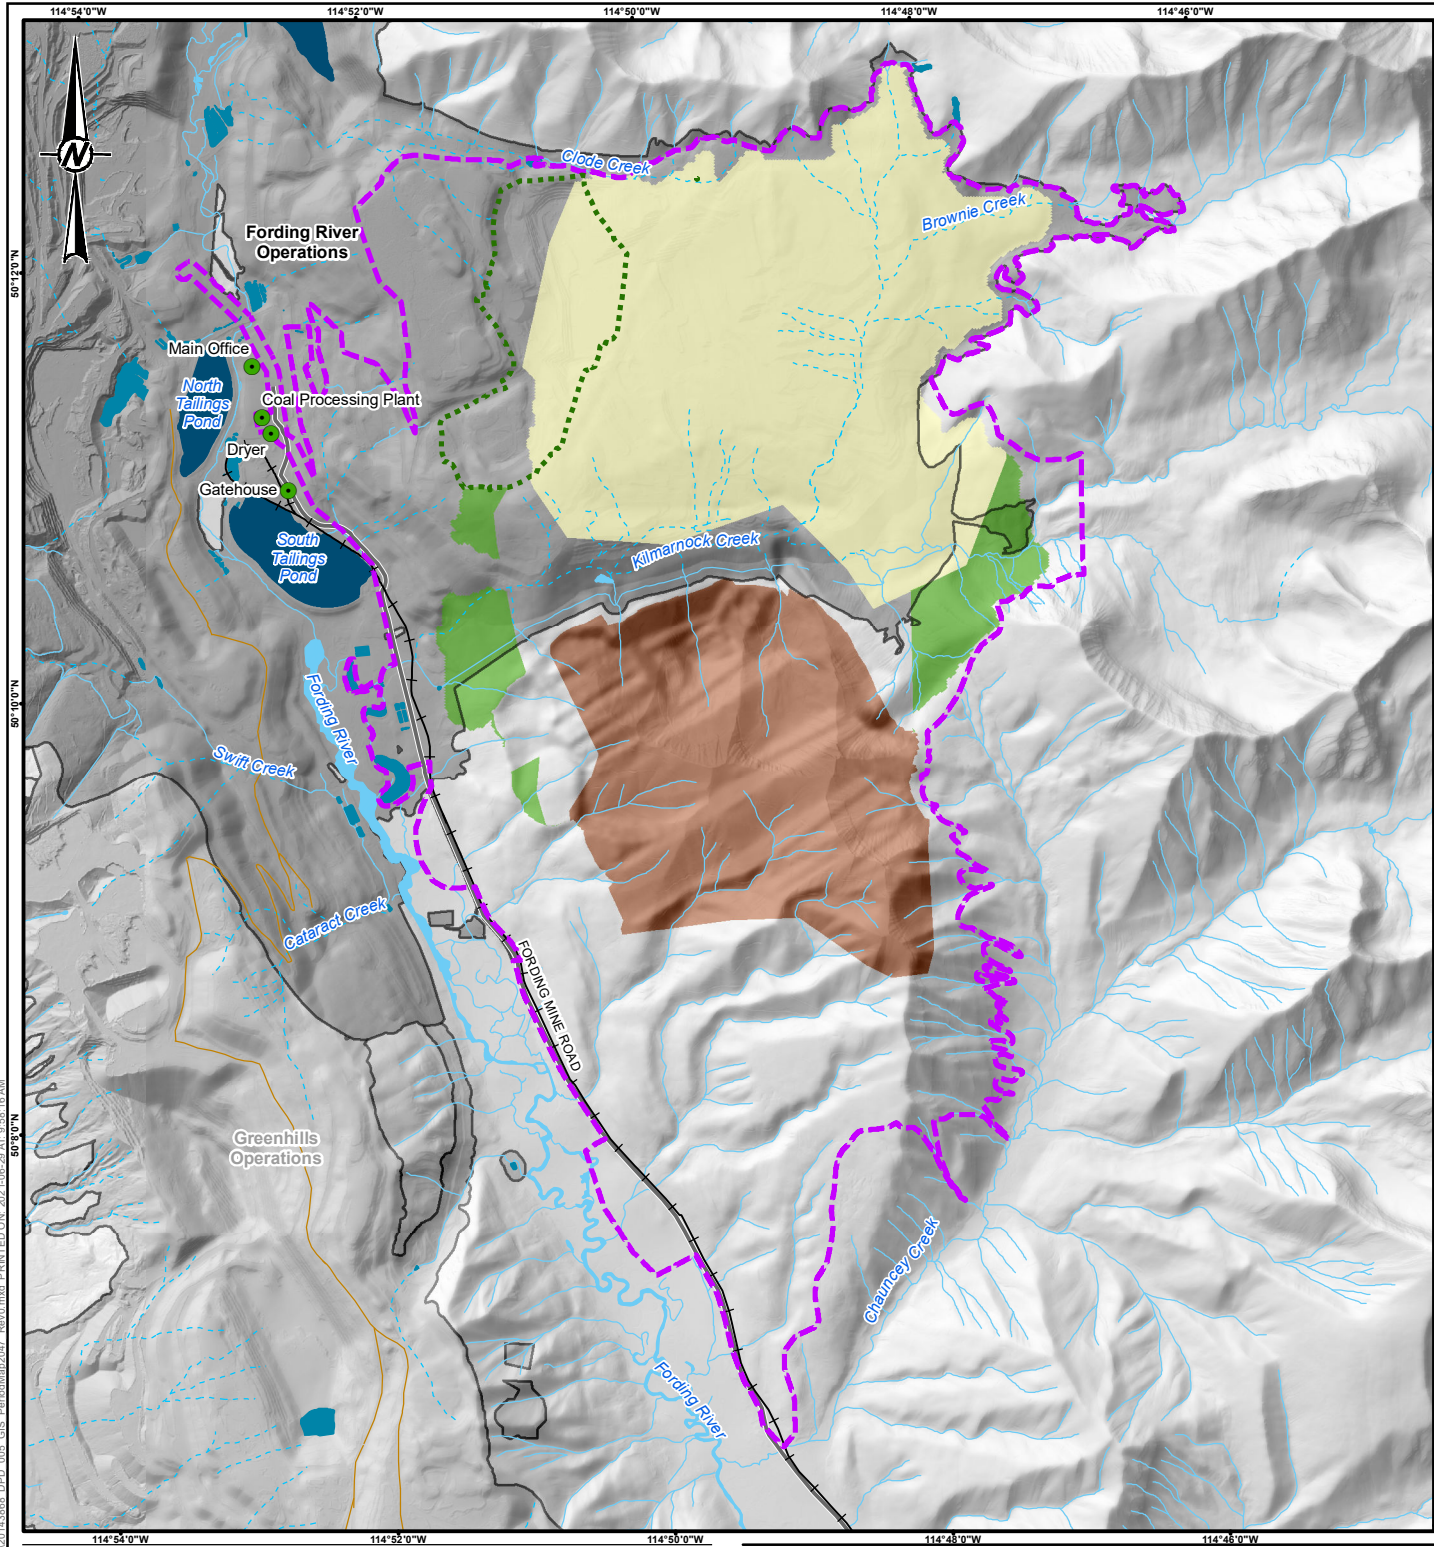 114°54'0"W
114°52'0"W
114°50'0"W
114°48'0"W
114°46'0"W
N
Clode Creek
Brownie Creek
Fording River
Operations
50°12'0"N
Main Office
North
Tailings
Pond
Coal Processing Plant
Dryer
Gatehouse
South
Tailings
Pond
Kilmarnock Creek
50°10'0"N
Fording River
Swift Creek
Cataract Creek
FORDING MINE ROAD
50°8'0"N
Greenhills
Operations
Chauncey Creek
Fording River
114°54'0"W
114°52'0"W
114°50'0"W
114°48'0"W
114°46'0"W